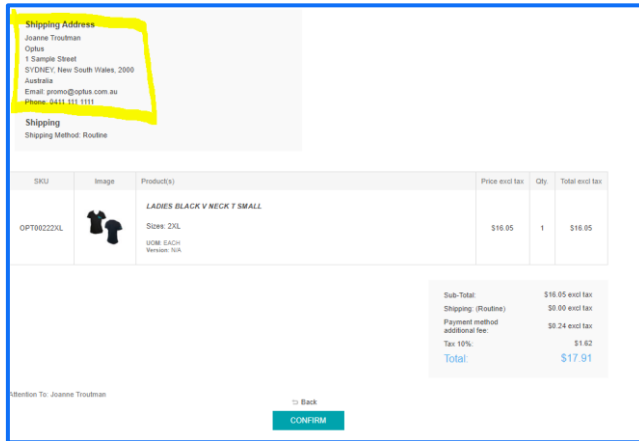 Shipping Address
Joanne Troutman
Optus
1 Sample Street
SYDNEY, New South Wales, 2000
Australia
Email: promo@optus.com.au
Phone: 0411 111 1111
Shipping
Shipping Method: Routine
SKU Image Product(s) Price excl tax Qty. Total excl tax
LADIES BLACK V NECK T SMALL
Sizes: 2XL
OPT00222XL $16.05 1 $16.05
UOM: EACH
Version: N/A
Sub-Total: $16.05 excl tax
Shipping: (Routine) $0.00 excl tax
Payment method
additional fee: $0.24 excl tax
Tax 10%: $1.62
Total: $17.91
Attention To: Joanne Troutman
Back
CONFIRM